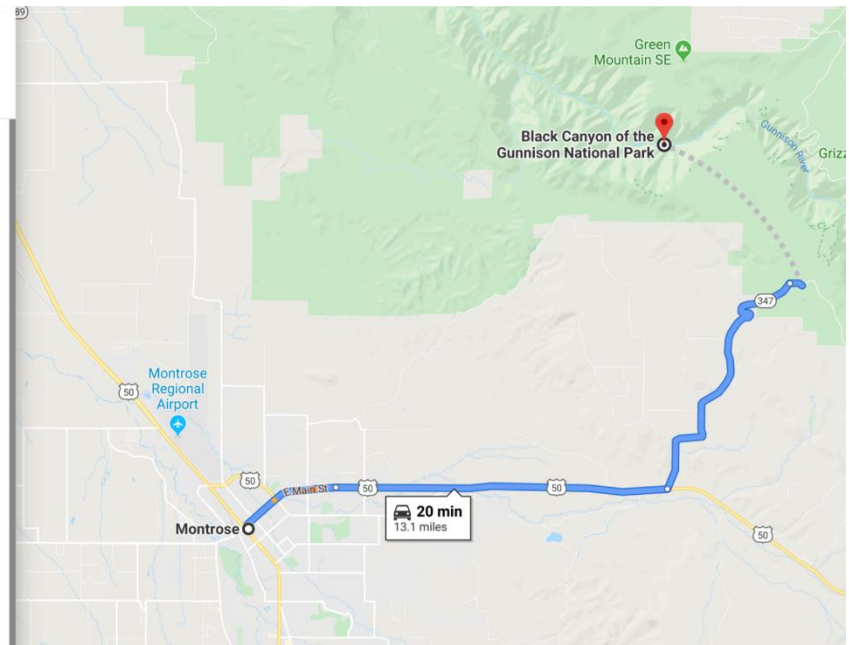 89
Green
Mountain SE
Black Canyon of the
Gunnison National Park
Gunnison River
Grizz
347
Montrose
Regional
Airport
50
50
E Main St
50
50
20 min
13.1 miles
Montrose
50